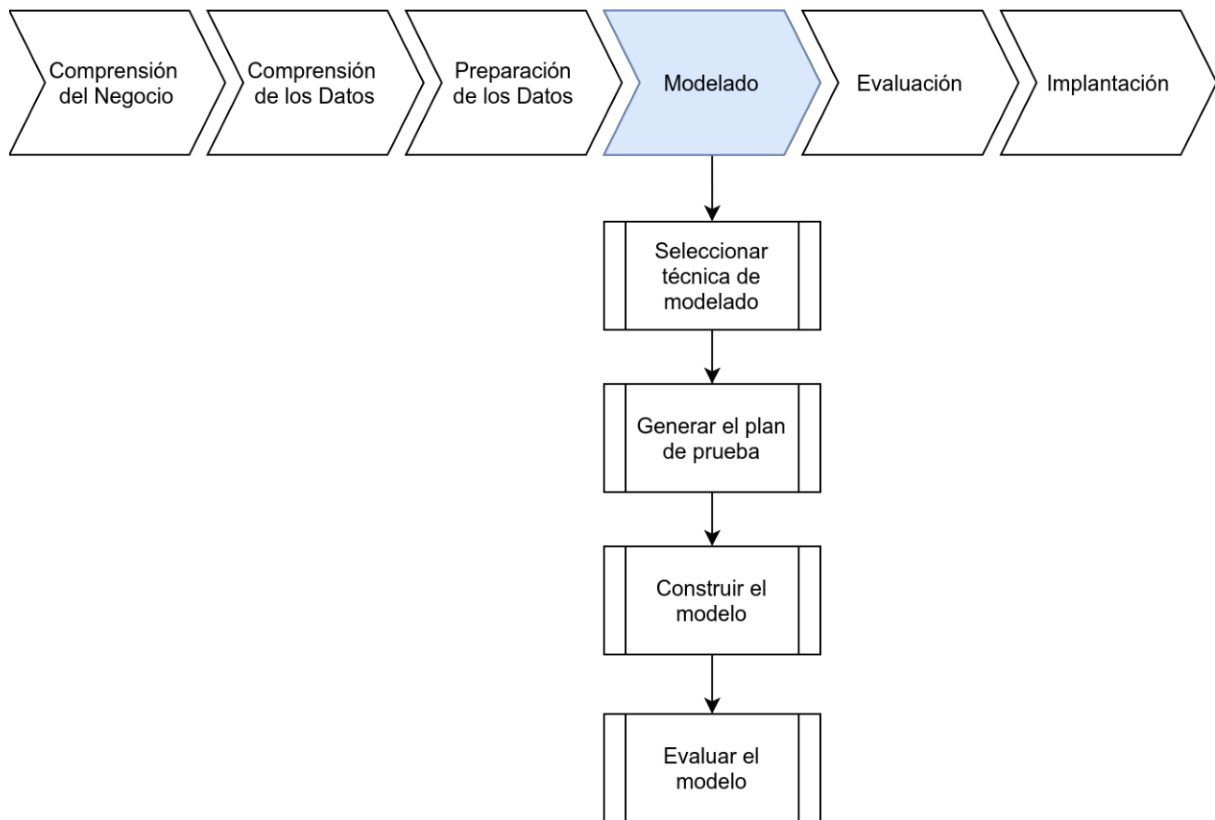 Comprensión
del Negocio
Comprensión
de los Datos
Preparación
de los Datos
Modelado
Evaluación
Implantación
Seleccionar
técnica de
modelado
Generar el plan
de prueba
Construir el
modelo
Evaluar el
modelo